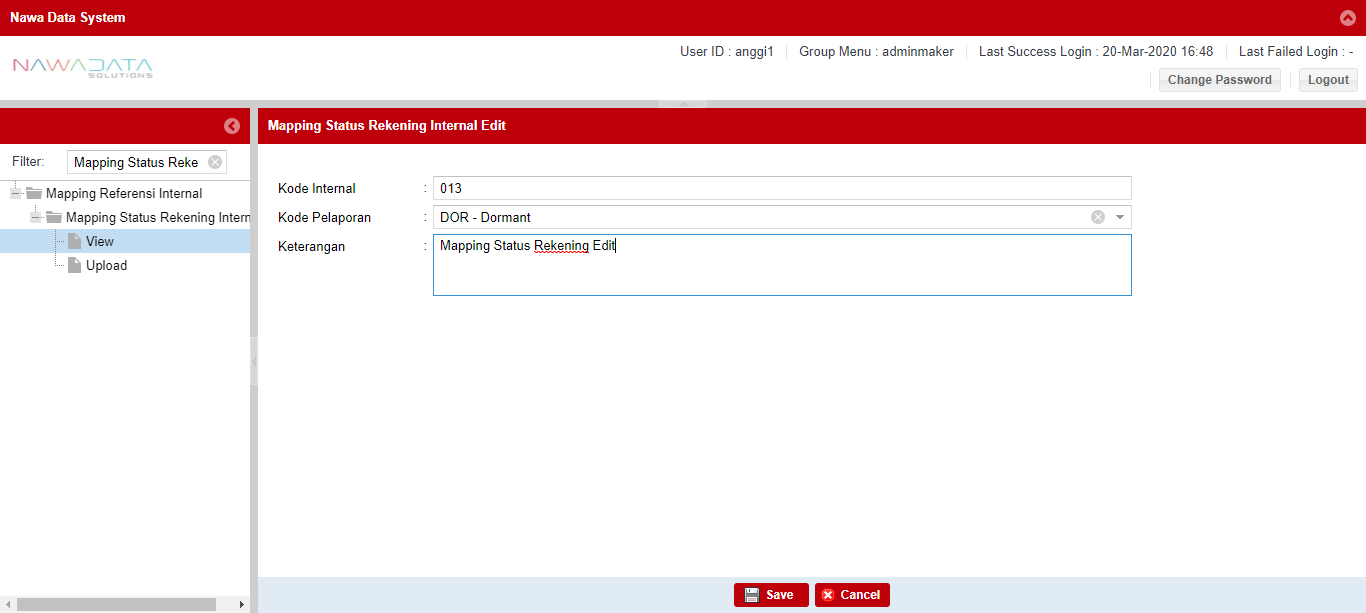 Nawa Data System
NAWADATA
SOLUTIONS
User ID : anggi1
Group Menu : adminmaker
Last Success Login : 20-Mar-2020 16:48
Last Failed Login : -
Change Password
Logout
Filter:
Mapping Status Reke
Mapping Referensi Internal
Mapping Status Rekening Intern
View
Upload
Mapping Status Rekening Internal Edit
Kode Internal : 013
Kode Pelaporan : DOR - Dormant
Keterangan : Mapping Status Rekening Edit
Save
Cancel